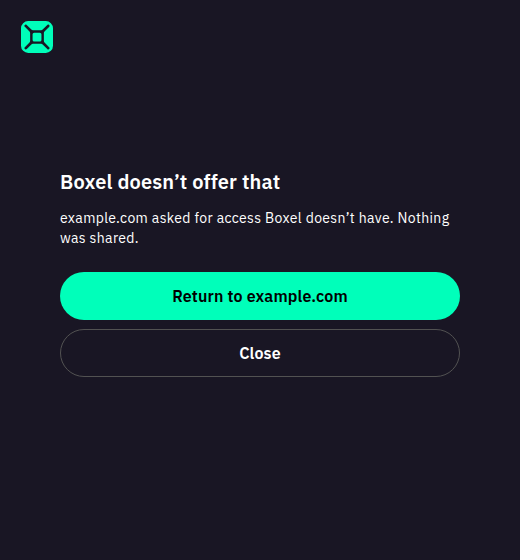 Boxel doesn’t offer that
example.com asked for access Boxel doesn’t have. Nothing
was shared.
Return to example.com
Close